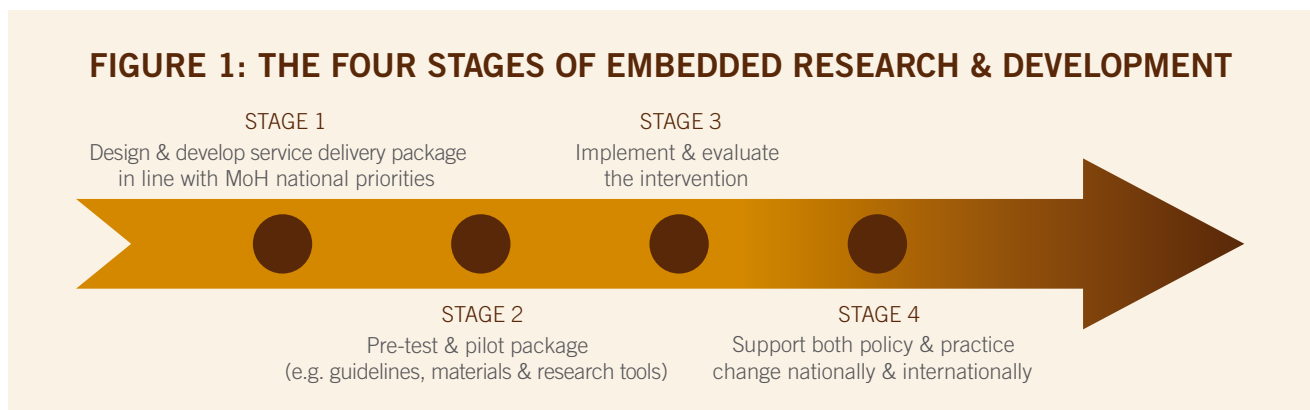 FIGURE 1: THE FOUR STAGES OF EMBEDDED RESEARCH & DEVELOPMENT
STAGE 1
Design & develop service delivery package
in line with MoH national priorities
STAGE 2
Pre-test & pilot package
(e.g. guidelines, materials & research tools)
STAGE 3
Implement & evaluate
the intervention
STAGE 4
Support both policy & practice
change nationally & internationally